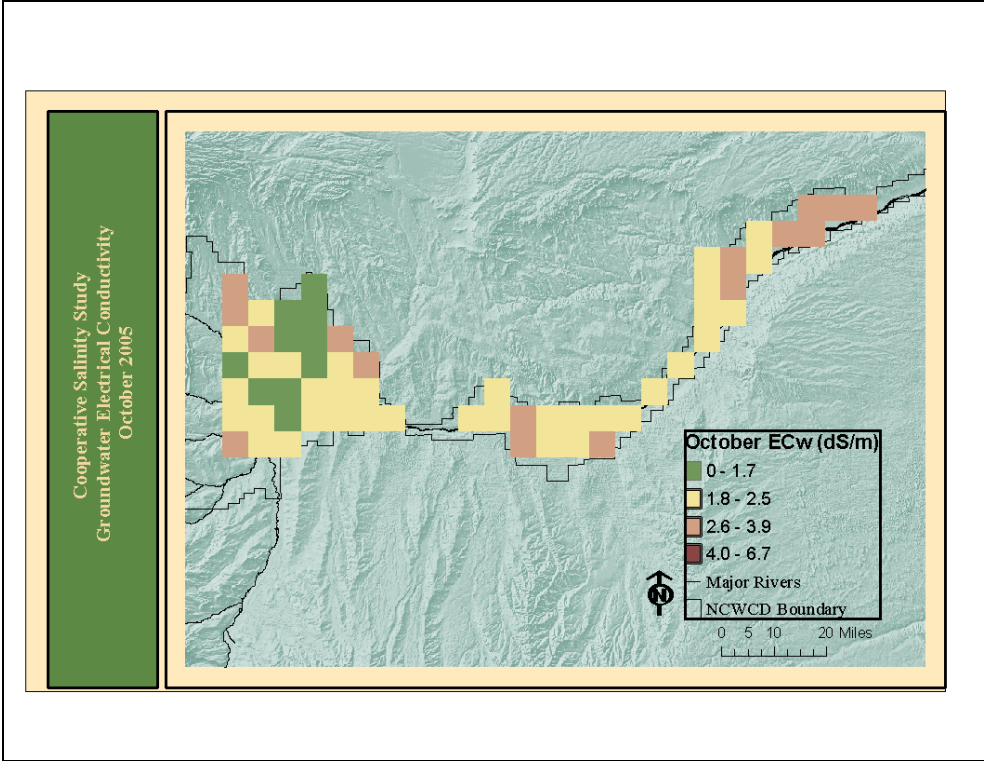 Cooperative Salinity Study
Groundwater Electrical Conductivity
October 2005
October ECw (dS/m)
0 - 1.7
1.8 - 2.5
2.6 - 3.9
4.0 - 6.7
Major Rivers
NCWCD Boundary
N
0 5 10 20 Miles